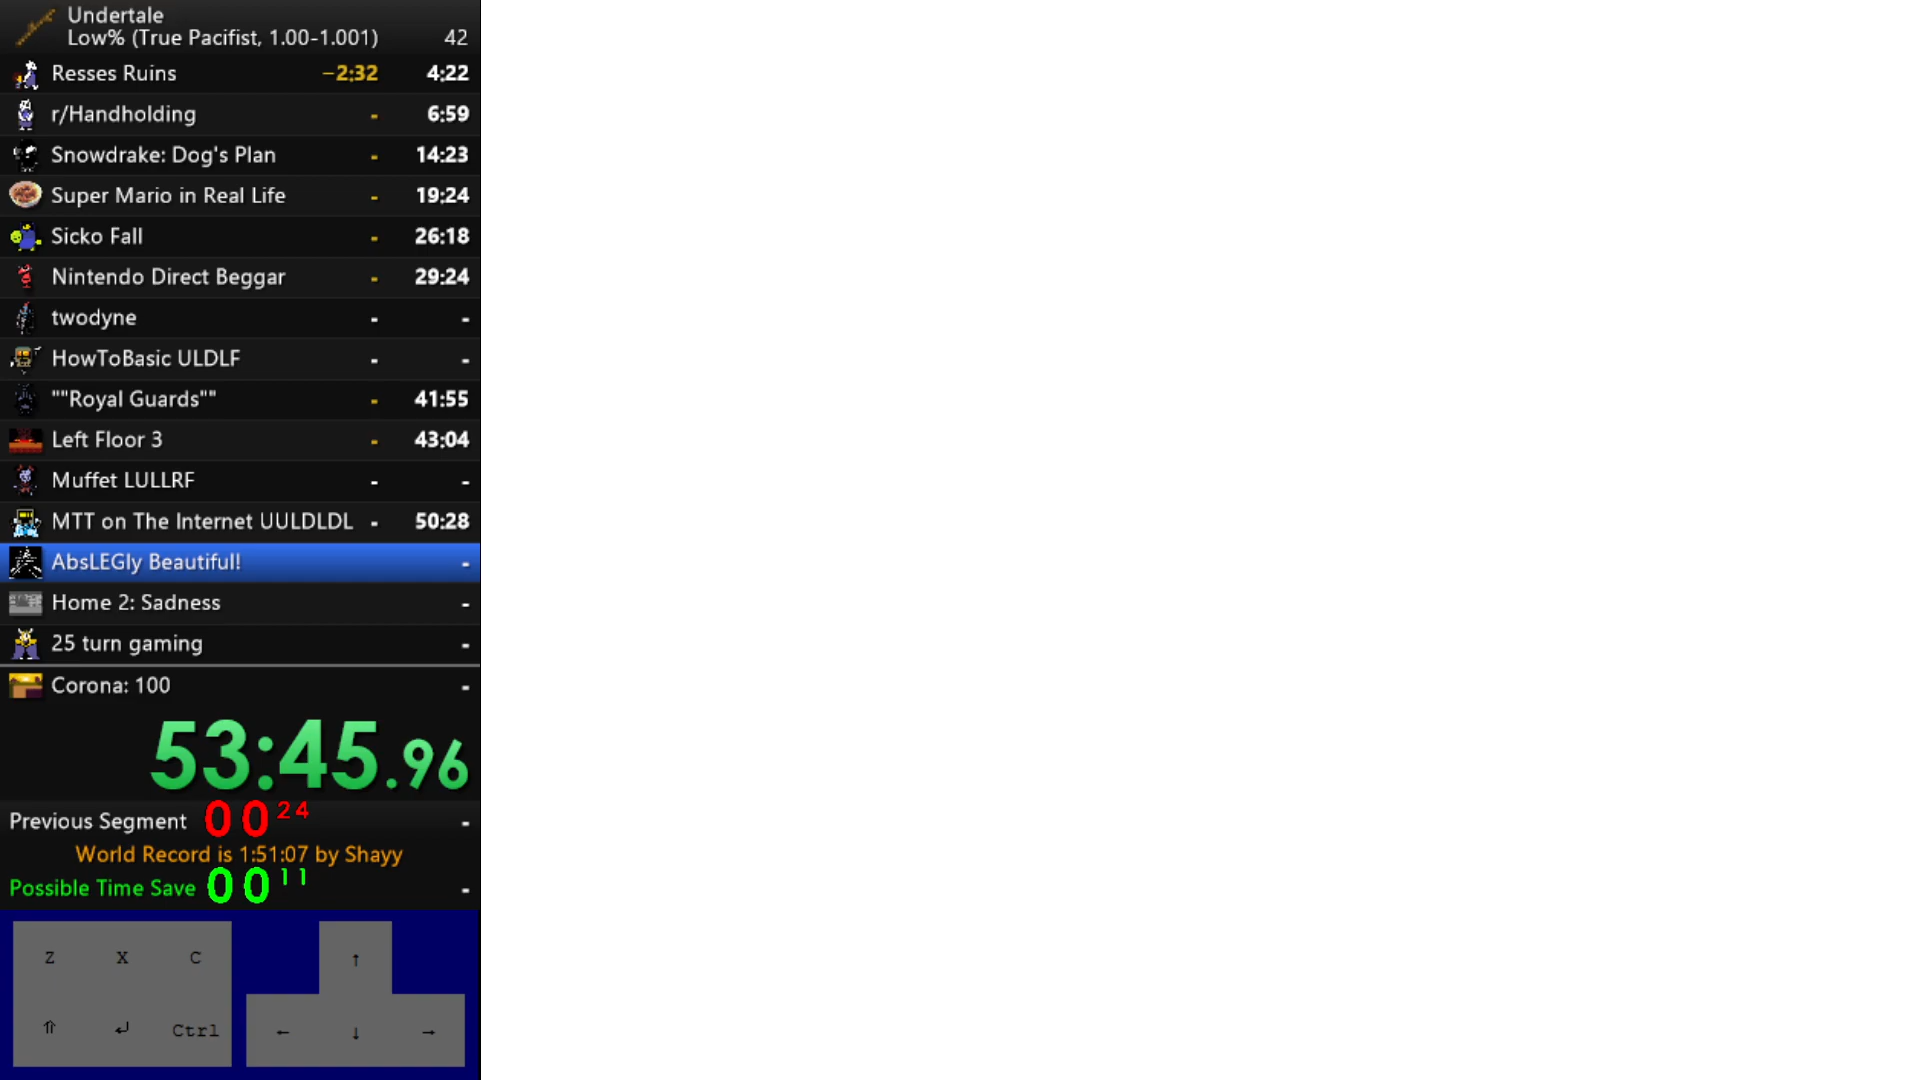 Undertale
Low% (True Pacifist, 1.00-1.001) 42
Resses Ruins −2:32 4:22
r/Handholding - 6:59
Snowdrake: Dog's Plan - 14:23
Super Mario in Real Life - 19:24
Sicko Fall - 26:18
Nintendo Direct Beggar - 29:24
twodyne - -
HowToBasic ULDLF - -
""Royal Guards"" - 41:55
Left Floor 3 - 43:04
Muffet LULLRF - -
MTT on The Internet UULDLDL - 50:28
AbsLEGly Beautiful! -
Home 2: Sadness -
25 turn gaming -
Corona: 100 -
53:45.96
Previous Segment 00 24 -
World Record is 1:51:07 by Shayy
Possible Time Save 00 11 -
Z X C ↑
⇑ ↵ Ctrl ← ↓ →